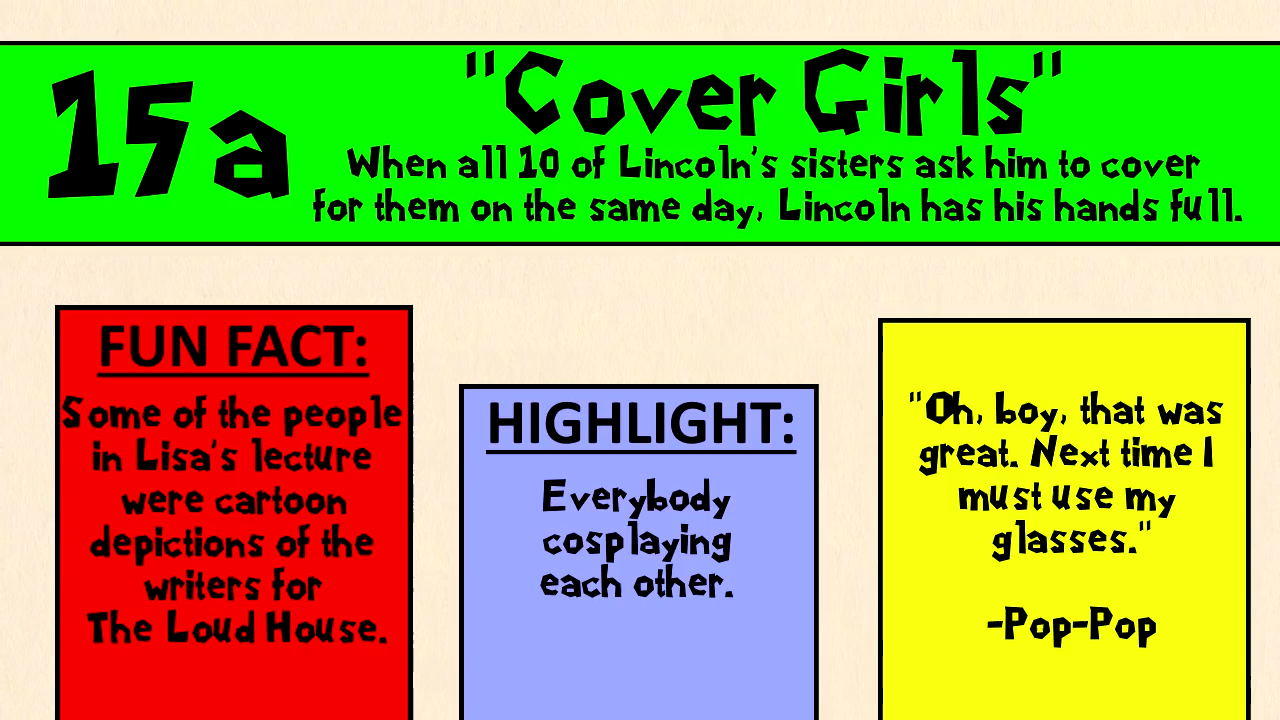 15a
"Cover Girls"
When all 10 of Lincoln's sisters ask him to cover
for them on the same day, Lincoln has his hands full.
FUN FACT:
Some of the people
in Lisa's lecture
were cartoon
depictions of the
writers for
The Loud House.
HIGHLIGHT:
Everybody
cosplaying
each other.
"Oh, boy, that was
great. Next time I
must use my
glasses."
-Pop-Pop